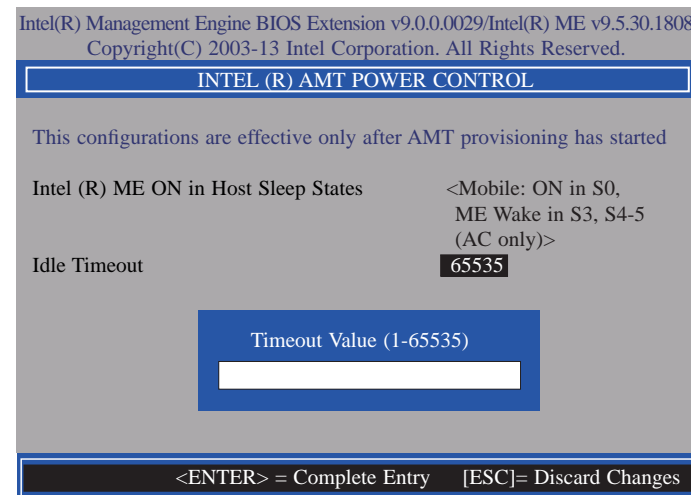 Intel(R) Management Engine BIOS Extension v9.0.0.0029/Intel(R) ME v9.5.30.1808
Copyright(C) 2003-13 Intel Corporation. All Rights Reserved.
INTEL (R) AMT POWER CONTROL
This configurations are effective only after AMT provisioning has started
Intel (R) ME ON in Host Sleep States <Mobile: ON in S0,
ME Wake in S3, S4-5
(AC only)>
Idle Timeout 65535
Timeout Value (1-65535)
<ENTER> = Complete Entry [ESC]= Discard Changes